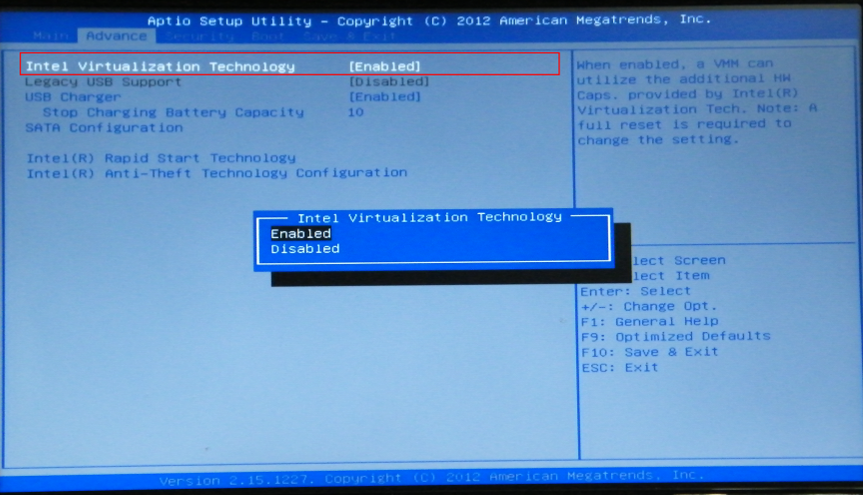 Aptio Setup Utility – Copyright (C) 2012 American Megatrends, Inc.
Main Advance Security Boot Save & Exit
Intel Virtualization Technology [Enabled]
Legacy USB Support [Disabled]
USB Charger [Enabled]
Stop Charging Battery Capacity 10
SATA Configuration
Intel(R) Rapid Start Technology
Intel(R) Anti-Theft Technology Configuration
When enabled, a VMM can
utilize the additional HW
Caps. provided by Intel(R)
Virtualization Tech. Note: A
full reset is required to
change the setting.
Intel Virtualization Technology
Enabled
Disabled
lect Screen
lect Item
Enter: Select
+/-: Change Opt.
F1: General Help
F9: Optimized Defaults
F10: Save & Exit
ESC: Exit
Version 2.15.1227. Copyright (C) 2012 American Megatrends, Inc.